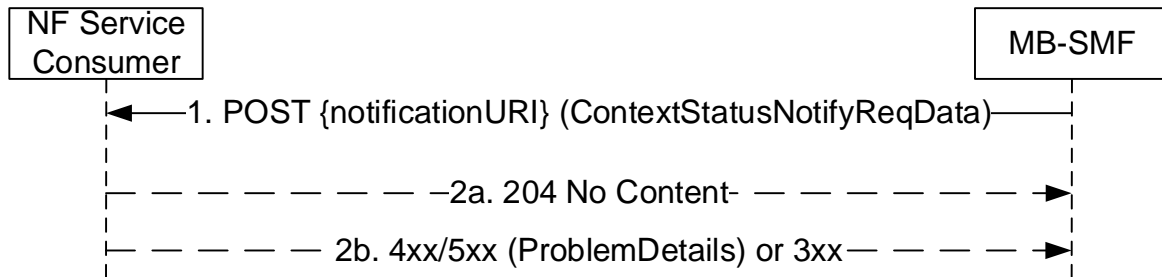 NF Service
Consumer
MB-SMF
1. POST {notificationURI} (ContextStatusNotifyReqData)
2a. 204 No Content
2b. 4xx/5xx (ProblemDetails) or 3xx